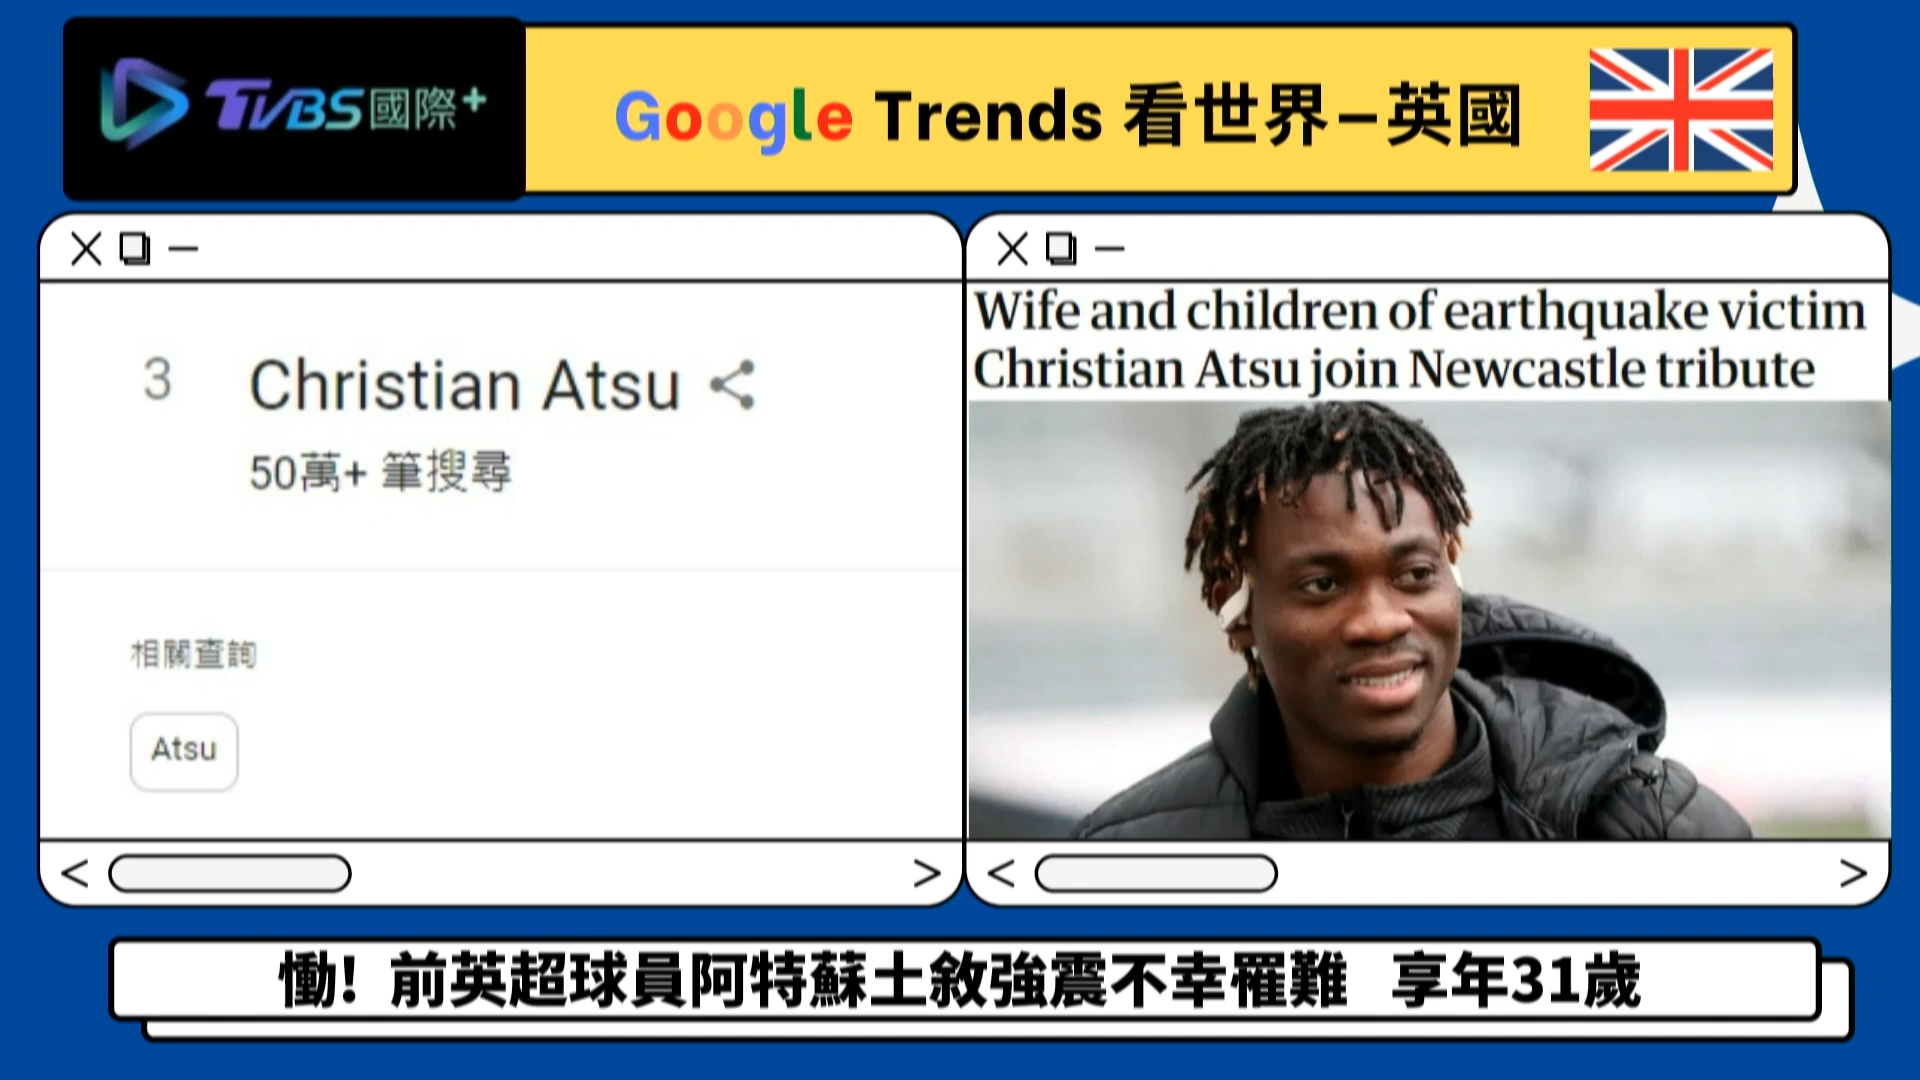 TVBS國際+
Google Trends 看世界–英國
3
Christian Atsu
50萬+ 筆搜尋
相關查詢
Atsu
Wife and children of earthquake victim
Christian Atsu join Newcastle tribute
慟! 前英超球員阿特蘇土敘強震不幸罹難 享年31歲